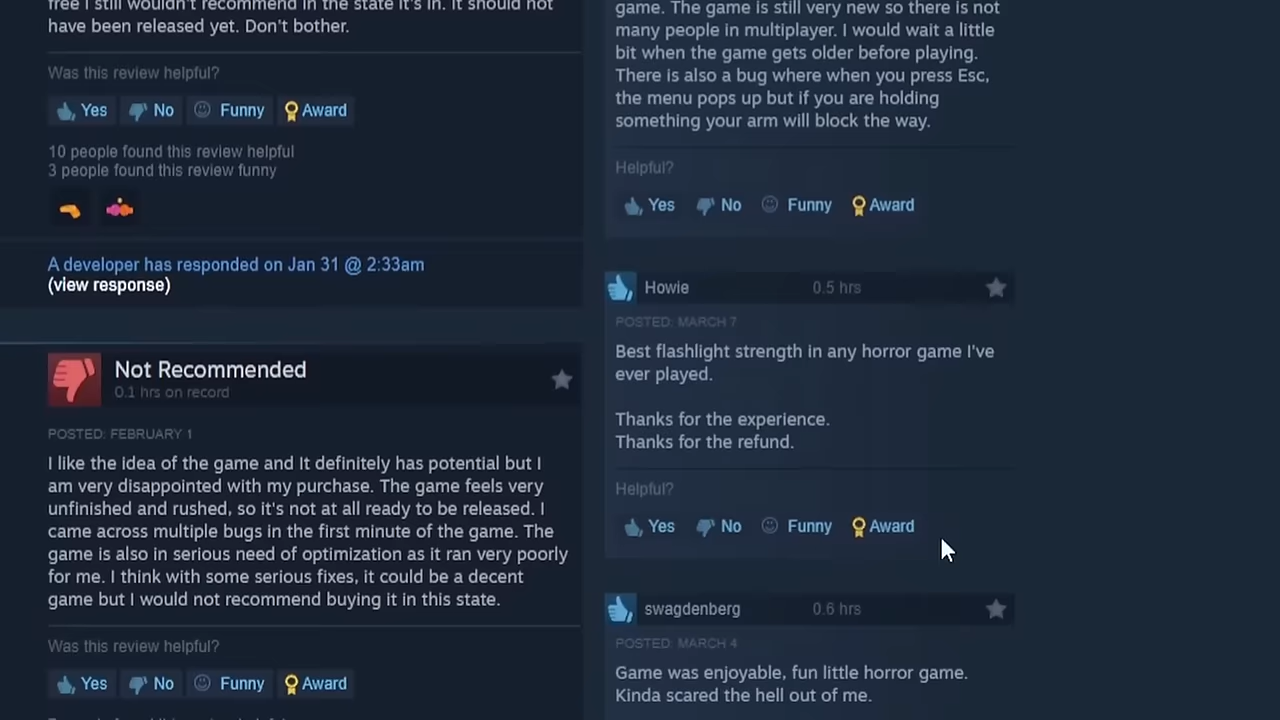 free I still wouldn't recommend in the state it's in. It should not
have been released yet. Don't bother.
Was this review helpful?
Yes No Funny Award
10 people found this review helpful
3 people found this review funny
A developer has responded on Jan 31 @ 2:33am
(view response)
Not Recommended
0.1 hrs on record
POSTED: FEBRUARY 1
I like the idea of the game and It definitely has potential but I
am very disappointed with my purchase. The game feels very
unfinished and rushed, so it's not at all ready to be released. I
came across multiple bugs in the first minute of the game. The
game is also in serious need of optimization as it ran very poorly
for me. I think with some serious fixes, it could be a decent
game but I would not recommend buying it in this state.
Was this review helpful?
Yes No Funny Award
game. The game is still very new so there is not
many people in multiplayer. I would wait a little
bit when the game gets older before playing.
There is also a bug where when you press Esc,
the menu pops up but if you are holding
something your arm will block the way.
Helpful?
Yes No Funny Award
Howie 0.5 hrs
POSTED: MARCH 7
Best flashlight strength in any horror game I've
ever played.
Thanks for the experience.
Thanks for the refund.
Helpful?
Yes No Funny Award
swagdenberg 0.6 hrs
POSTED: MARCH 4
Game was enjoyable, fun little horror game.
Kinda scared the hell out of me.